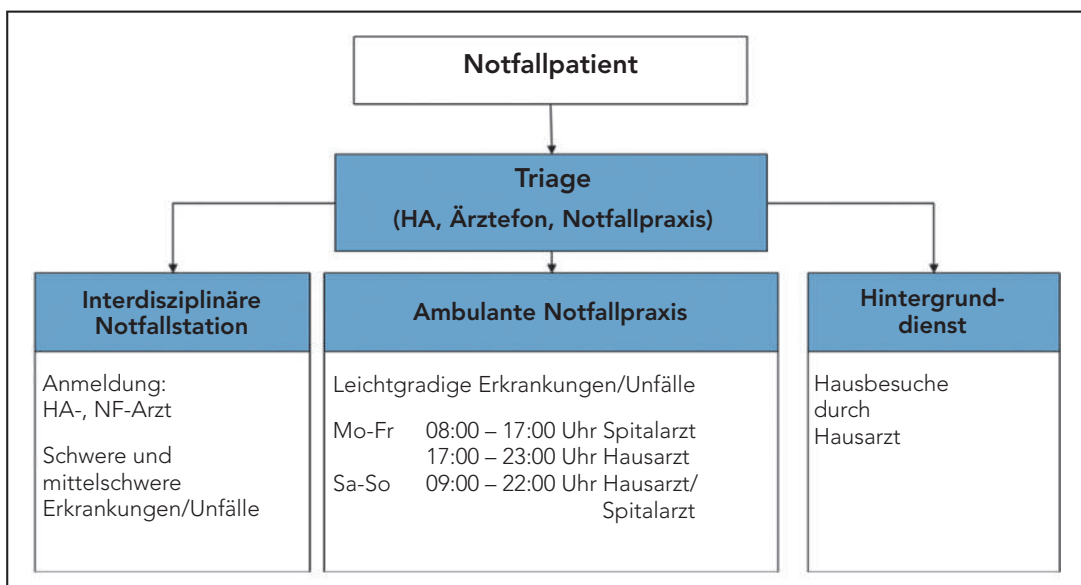 Notfallpatient
Triage
(HA, Ärztefon, Notfallpraxis)
Interdisziplinäre
Notfallstation
Anmeldung:
HA-, NF-Arzt
Schwere und
mittelschwere
Erkrankungen/Unfälle
Ambulante Notfallpraxis
Leichtgradige Erkrankungen/Unfälle
Mo-Fr 08:00 – 17:00 Uhr Spitalarzt
17:00 – 23:00 Uhr Hausarzt
Sa-So 09:00 – 22:00 Uhr Hausarzt/
Spitalarzt
Hintergrund-
dienst
Hausbesuche
durch
Hausarzt